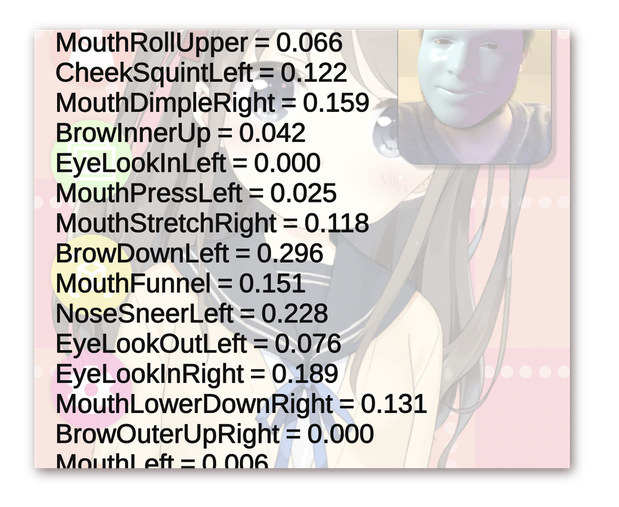 MouthRollUpper = 0.066
CheekSquintLeft = 0.122
MouthDimpleRight = 0.159
BrowInnerUp = 0.042
EyeLookInLeft = 0.000
MouthPressLeft = 0.025
MouthStretchRight = 0.118
BrowDownLeft = 0.296
MouthFunnel = 0.151
NoseSneerLeft = 0.228
EyeLookOutLeft = 0.076
EyeLookInRight = 0.189
MouthLowerDownRight = 0.131
BrowOuterUpRight = 0.000
MouthLeft = 0.006